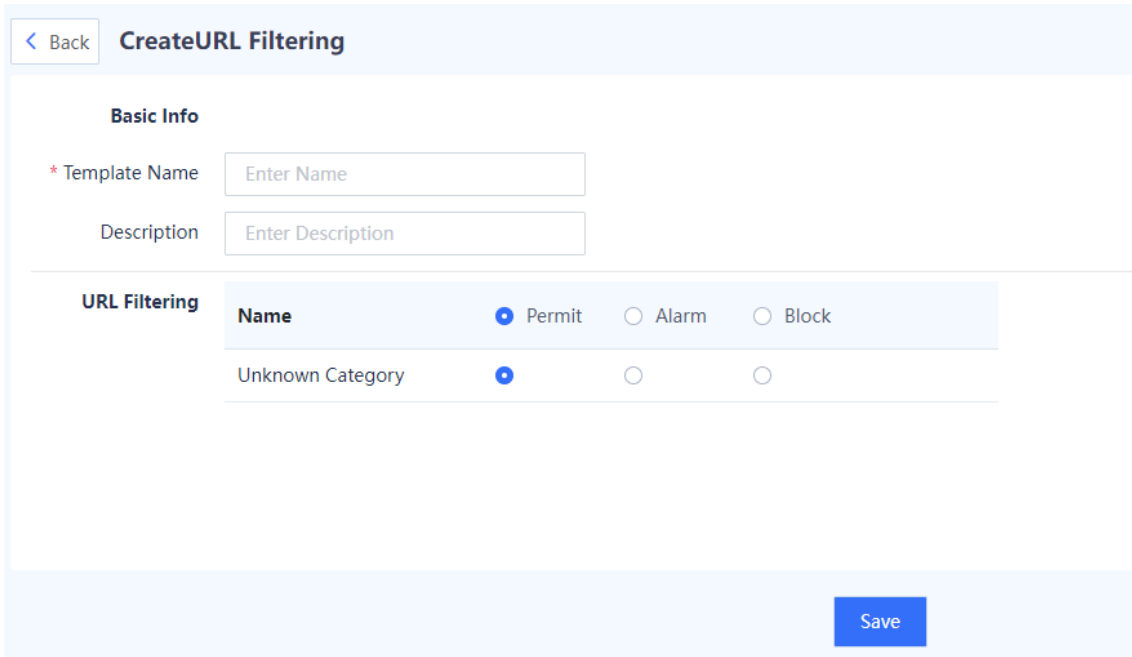 Back CreateURL Filtering
Basic Info
* Template Name Enter Name
Description Enter Description
URL Filtering Name Permit Alarm Block
Unknown Category
Save